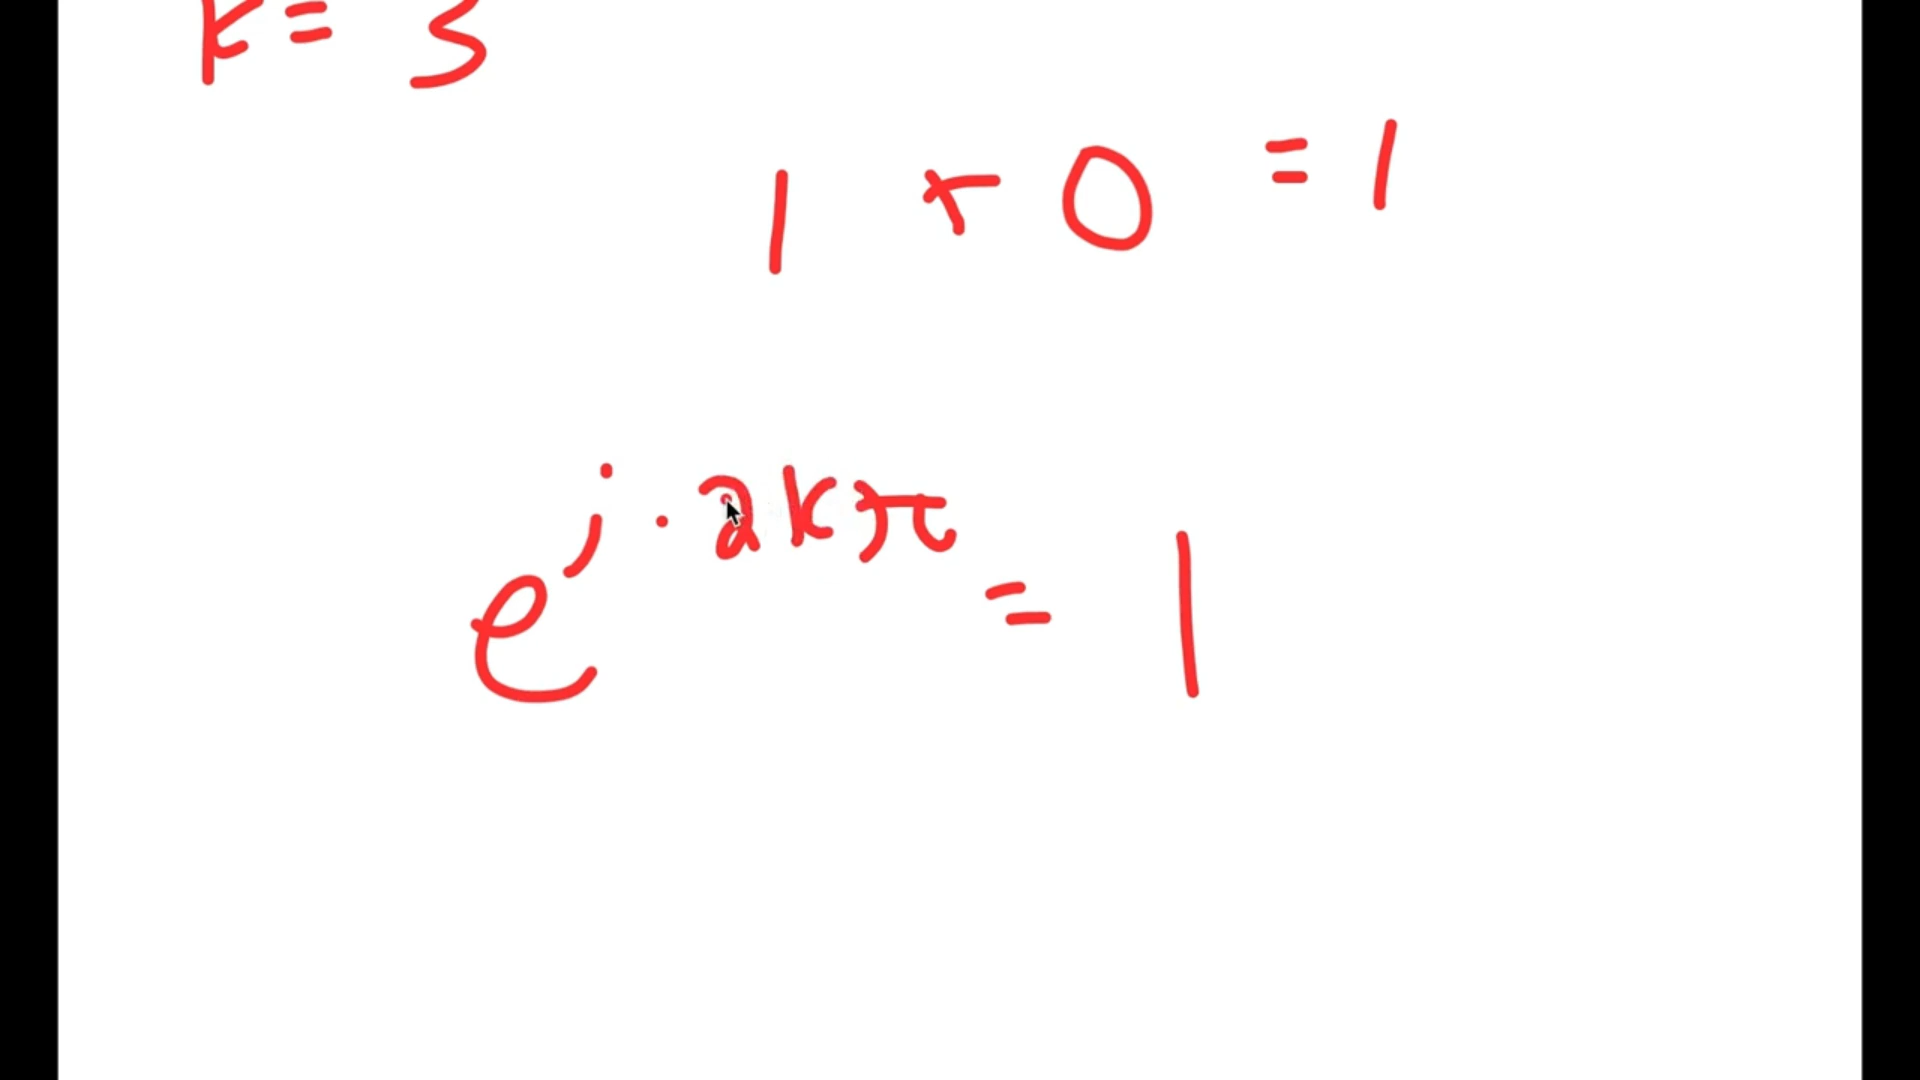 k = 3
1 + 0 = 1
e^{j · 2kπ} = 1